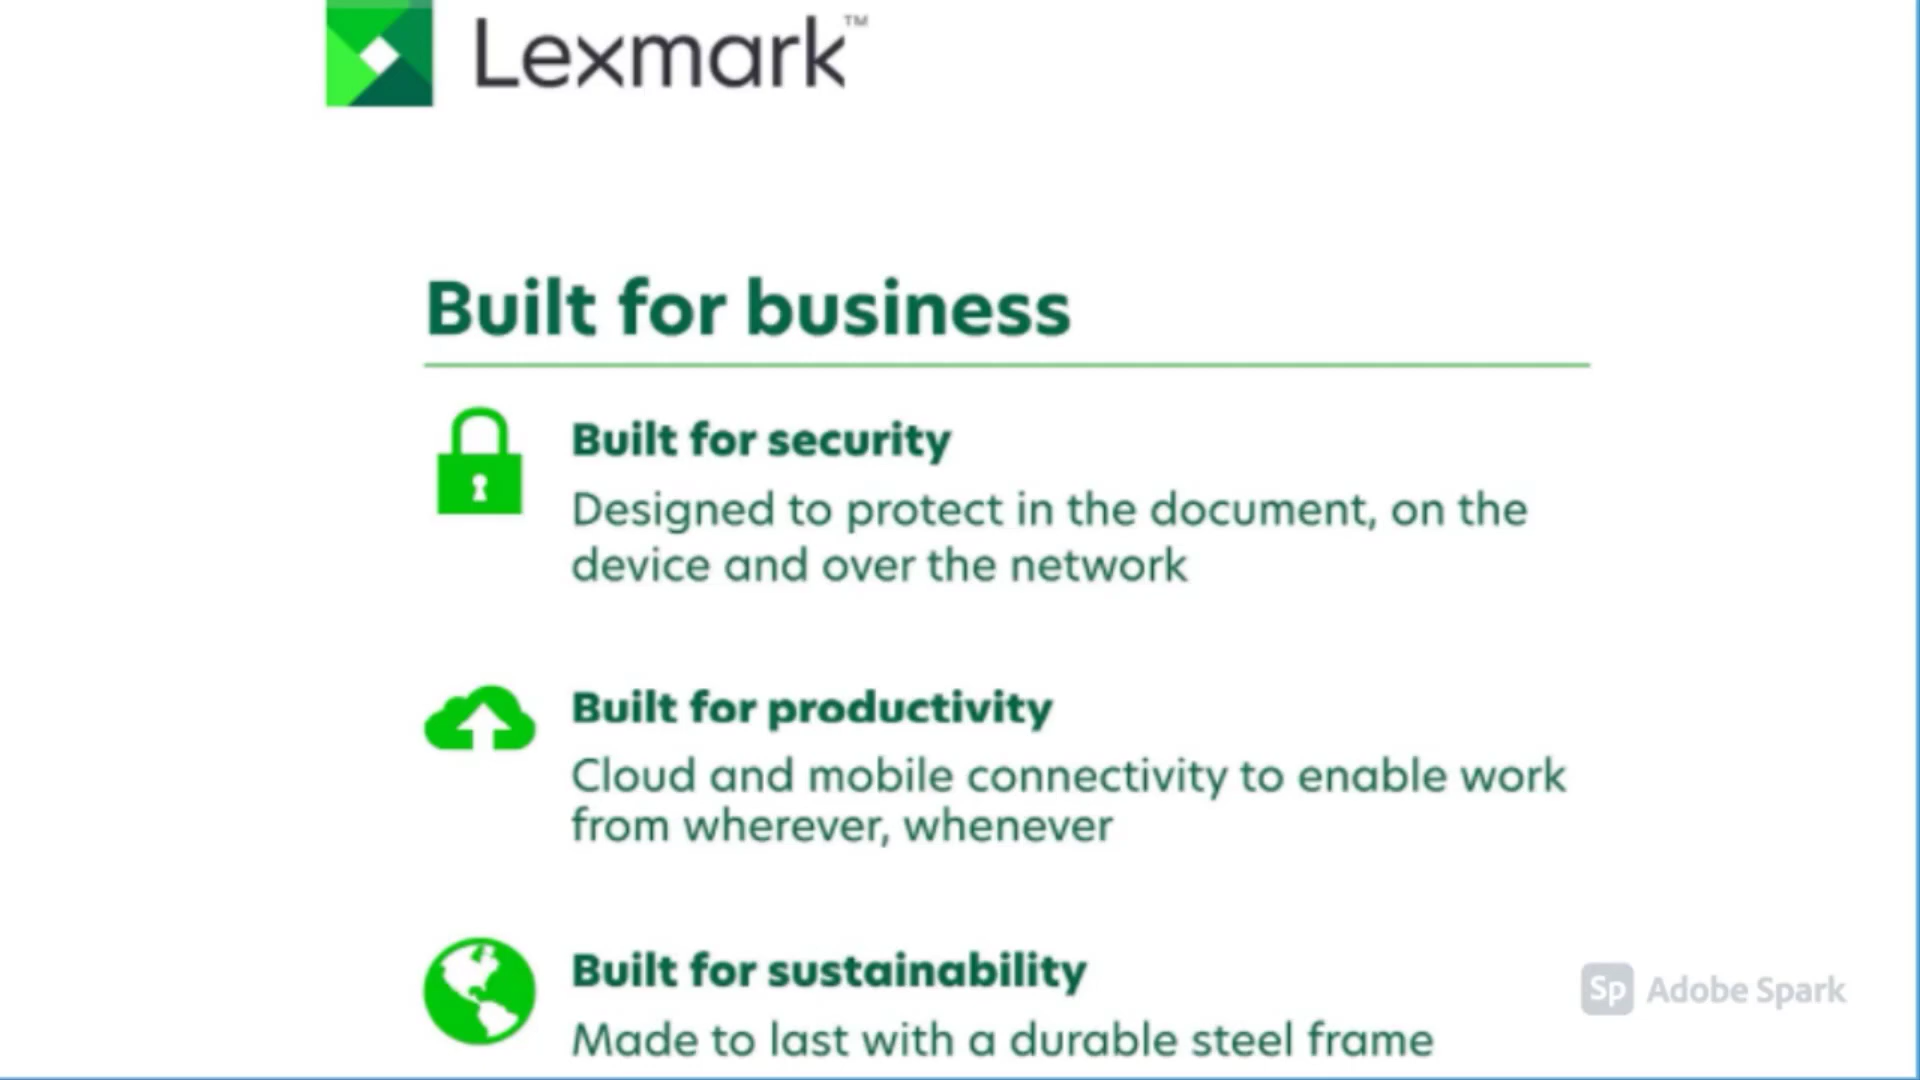 Lexmark™
Built for business
Built for security
Designed to protect in the document, on the
device and over the network
Built for productivity
Cloud and mobile connectivity to enable work
from wherever, whenever
Built for sustainability
Made to last with a durable steel frame
Sp Adobe Spark